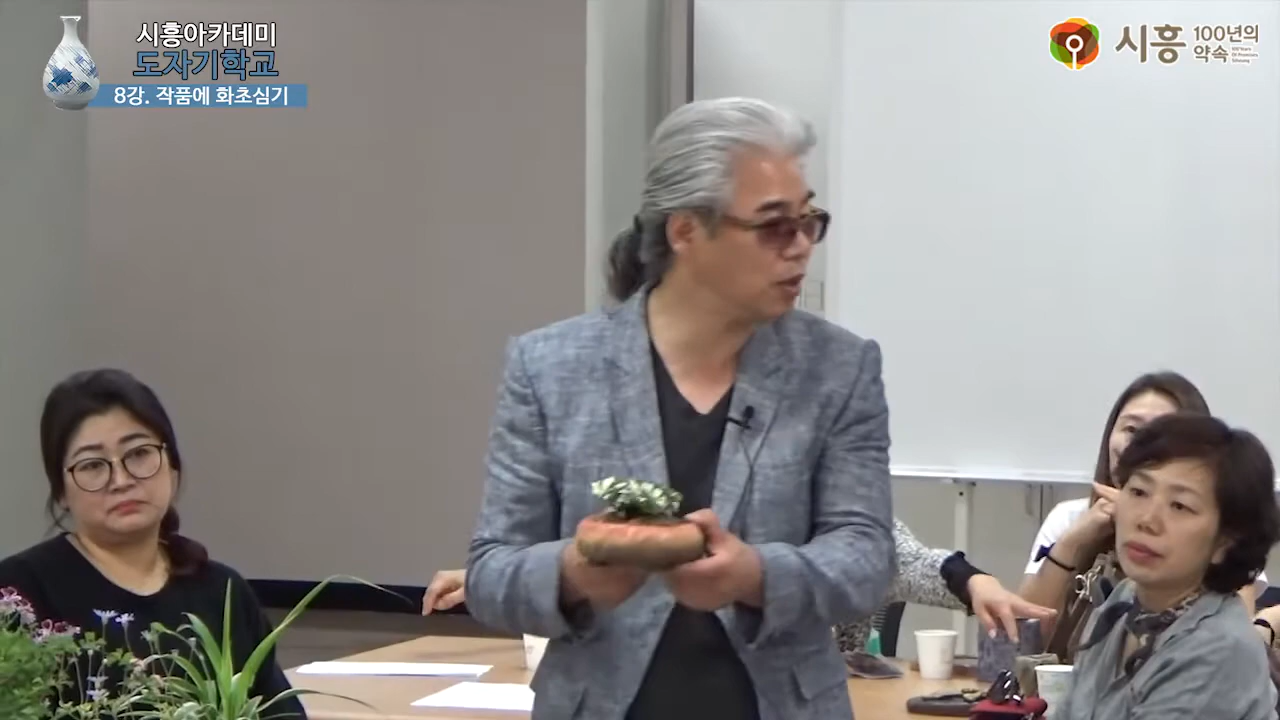 시흥아카데미
도자기학교
8강. 작품에 화초심기
시흥 100년의
약속